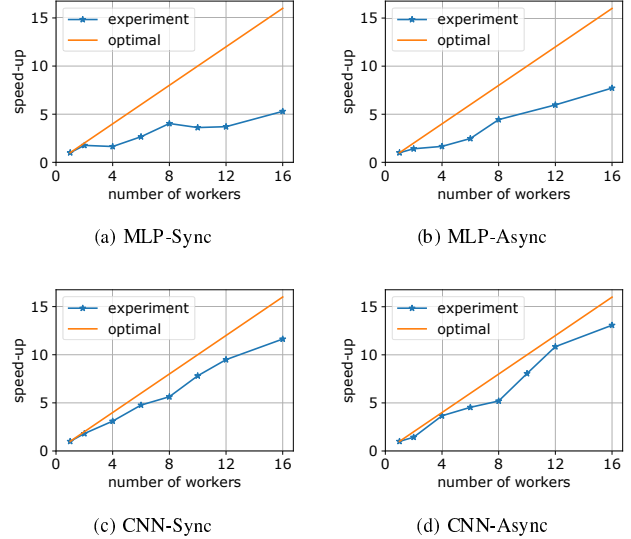 15
10
5
0
speed-up
experiment
optimal
0 4 8 12 16
number of workers
(a) MLP-Sync
15
10
5
0
speed-up
experiment
optimal
0 4 8 12 16
number of workers
(b) MLP-Async
15
10
5
0
speed-up
experiment
optimal
0 4 8 12 16
number of workers
(c) CNN-Sync
15
10
5
0
speed-up
experiment
optimal
0 4 8 12 16
number of workers
(d) CNN-Async